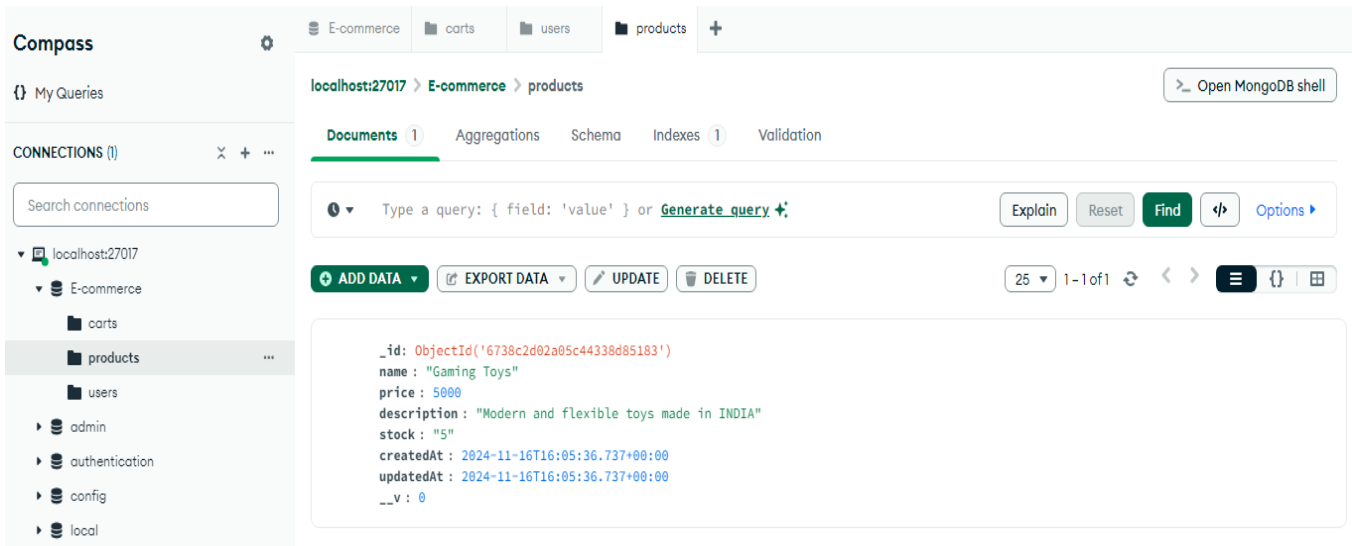 Compass
{} My Queries
CONNECTIONS (1)
Search connections
localhost:27017
E-commerce
carts
products
users
admin
authentication
config
local
E-commerce carts users products +
localhost:27017 > E-commerce > products
>_ Open MongoDB shell
Documents 1 Aggregations Schema Indexes 1 Validation
Type a query: { field: 'value' } or Generate query
Explain Reset Find </> Options
ADD DATA EXPORT DATA UPDATE DELETE
25 1-1 of 1 {}
_id: ObjectId('6738c2d02a05c44338d85183')
name : "Gaming Toys"
price : 5000
description : "Modern and flexible toys made in INDIA"
stock : "5"
createdAt : 2024-11-16T16:05:36.737+00:00
updatedAt : 2024-11-16T16:05:36.737+00:00
__v : 0